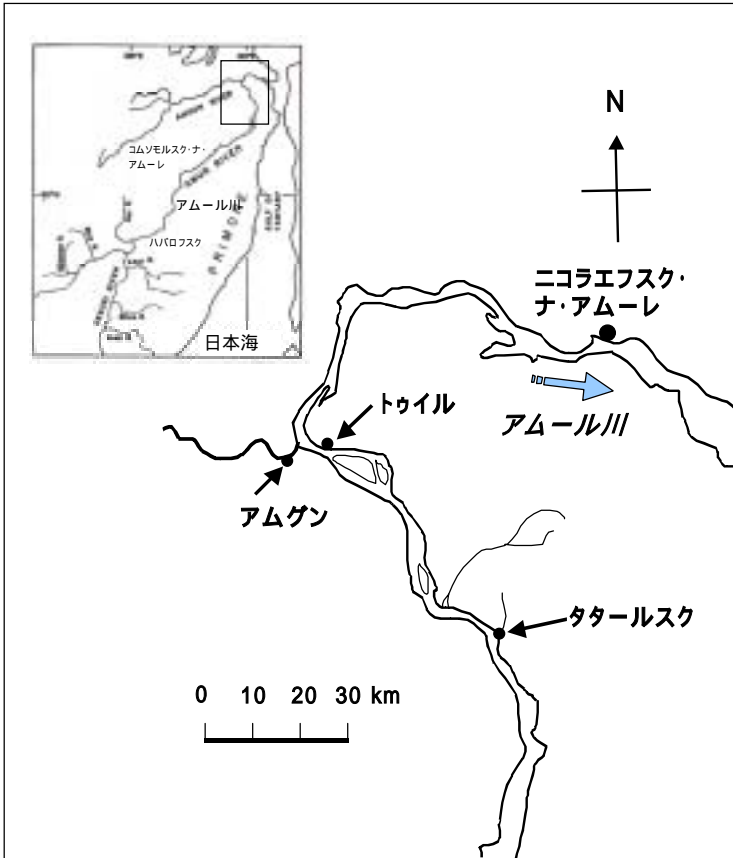 コムソモルスク・ナ・
アムーレ
AMUR RIVER
アムール川
PRIMORYE
ハバロフスク
日本海
N
ニコラエフスク・
ナ・アムーレ
アムール川
トゥイル
アムグン
タタールスク
0 10 20 30 km